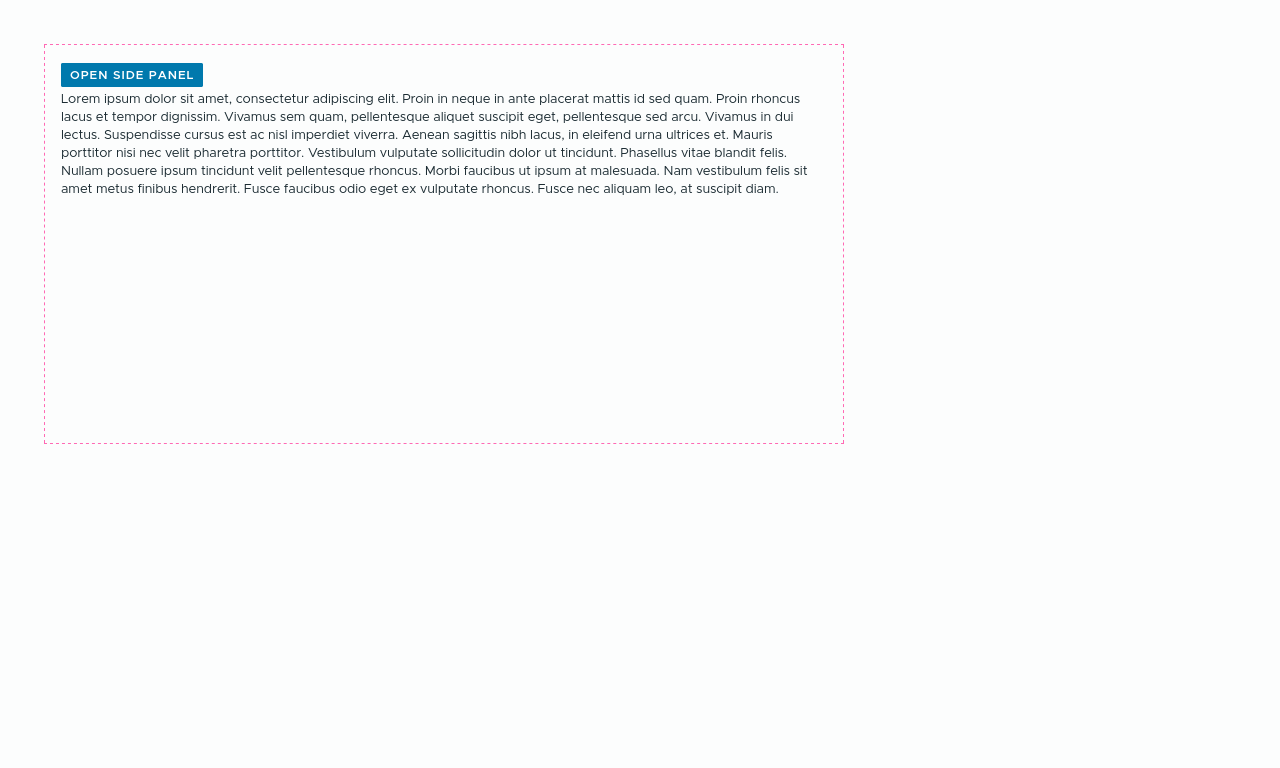 OPEN SIDE PANEL
Lorem ipsum dolor sit amet, consectetur adipiscing elit. Proin in neque in ante placerat mattis id sed quam. Proin rhoncus
lacus et tempor dignissim. Vivamus sem quam, pellentesque aliquet suscipit eget, pellentesque sed arcu. Vivamus in dui
lectus. Suspendisse cursus est ac nisl imperdiet viverra. Aenean sagittis nibh lacus, in eleifend urna ultrices et. Mauris
porttitor nisi nec velit pharetra porttitor. Vestibulum vulputate sollicitudin dolor ut tincidunt. Phasellus vitae blandit felis.
Nullam posuere ipsum tincidunt velit pellentesque rhoncus. Morbi faucibus ut ipsum at malesuada. Nam vestibulum felis sit
amet metus finibus hendrerit. Fusce faucibus odio eget ex vulputate rhoncus. Fusce nec aliquam leo, at suscipit diam.